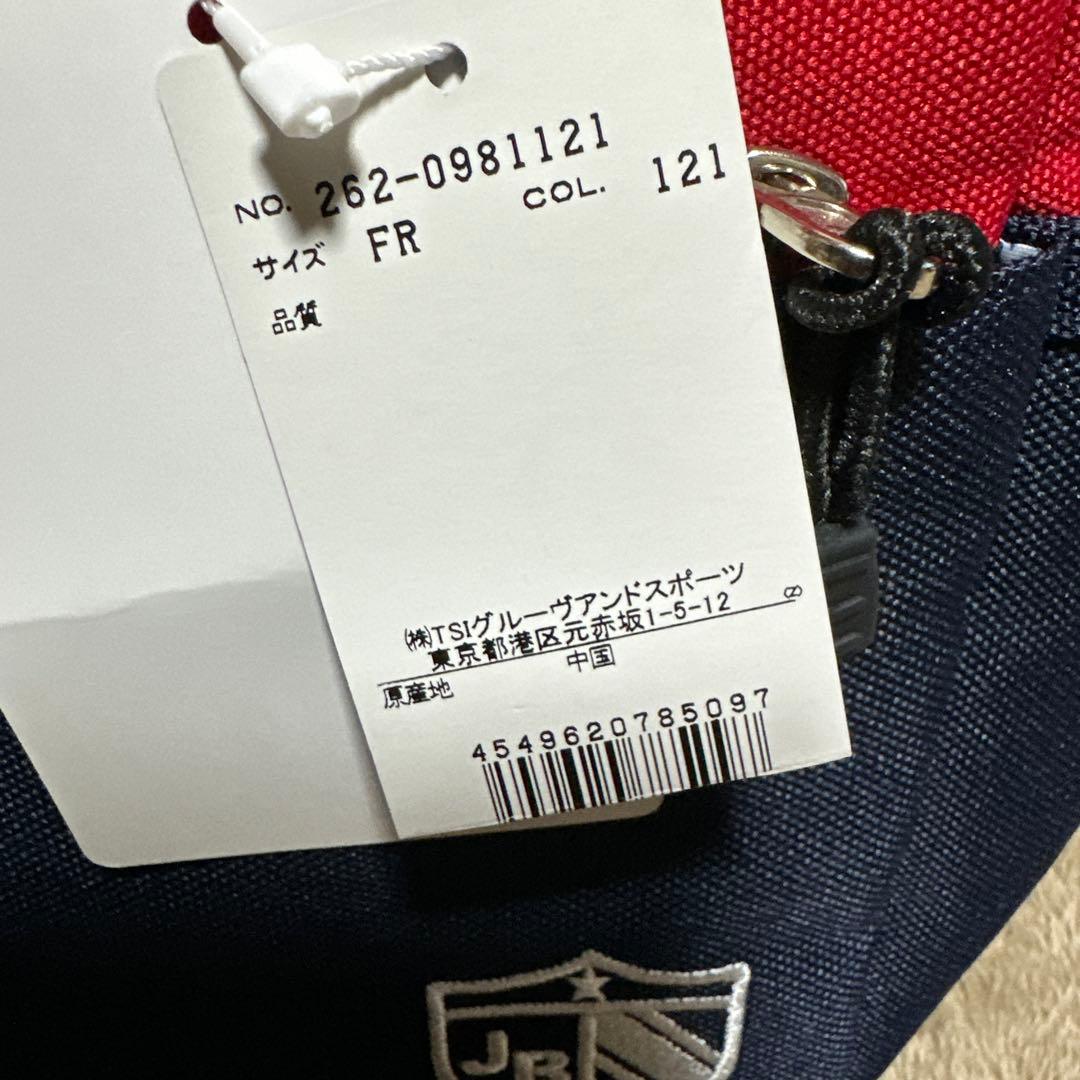 NO. 262-0981121
COL. 121
サイズ FR
品質
㈱TSIグルーヴアンドスポーツ
東京都港区元赤坂1-5-12
原産地 中国
4549620785097
JR